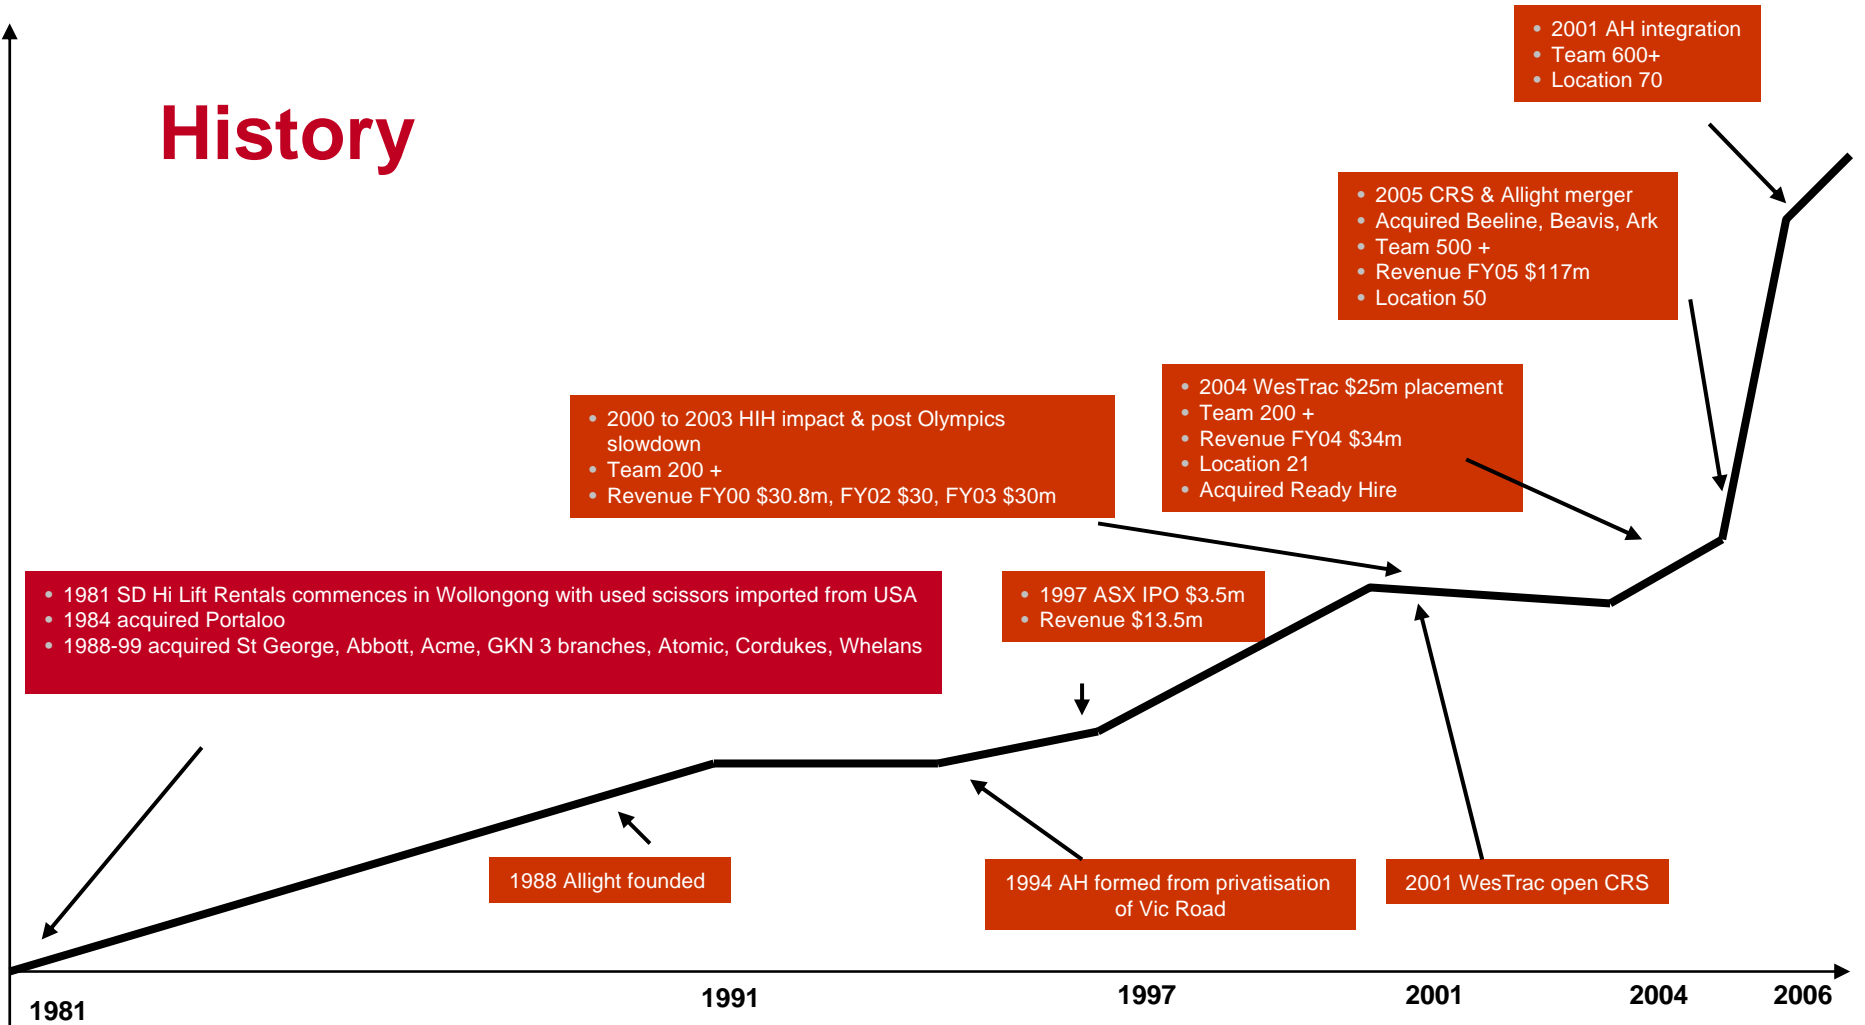 History
• 2001 AH integration
• Team 600+
• Location 70
• 2005 CRS & Allight merger
• Acquired Beeline, Beavis, Ark
• Team 500 +
• Revenue FY05 $117m
• Location 50
• 2004 WesTrac $25m placement
• Team 200 +
• Revenue FY04 $34m
• Location 21
• Acquired Ready Hire
• 2000 to 2003 HIH impact & post Olympics
slowdown
• Team 200 +
• Revenue FY00 $30.8m, FY02 $30, FY03 $30m
• 1981 SD Hi Lift Rentals commences in Wollongong with used scissors imported from USA
• 1984 acquired Portaloo
• 1988-99 acquired St George, Abbott, Acme, GKN 3 branches, Atomic, Cordukes, Whelans
• 1997 ASX IPO $3.5m
• Revenue $13.5m
1988 Allight founded
1994 AH formed from privatisation
of Vic Road
2001 WesTrac open CRS
1981
1991
1997
2001
2004
2006